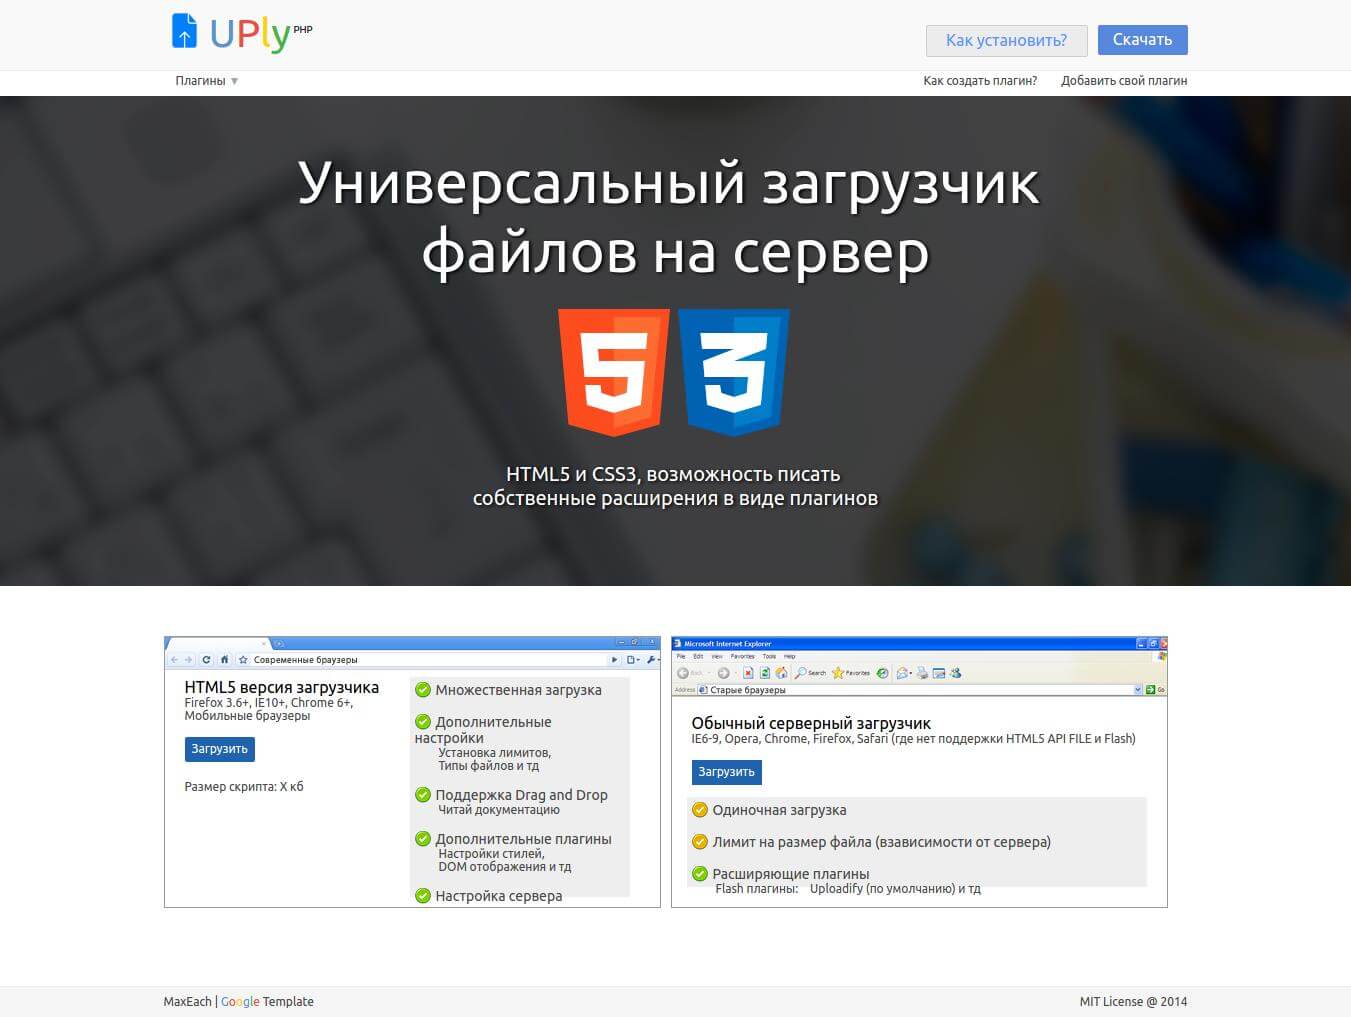 UPly PHP
Как установить?
Скачать
Плагины ▼
Как создать плагин?
Добавить свой плагин
Универсальный загрузчик
файлов на сервер
HTML5 и CSS3, возможность писать
собственные расширения в виде плагинов
Современные браузеры
HTML5 версия загрузчика
Firefox 3.6+, IE10+, Chrome 6+,
Мобильные браузеры
Загрузить
Размер скрипта: X кб
Множественная загрузка
Дополнительные
настройки
Установка лимитов,
Типы файлов и тд
Поддержка Drag and Drop
Читай документацию
Дополнительные плагины
Настройки стилей,
DOM отображения и тд
Настройка сервера
Microsoft Internet Explorer
File Edit View Favorites Tools Help
Back Search Favorites
Address Старые браузеры Go
Обычный серверный загрузчик
IE6-9, Opera, Chrome, Firefox, Safari (где нет поддержки HTML5 API FILE и Flash)
Загрузить
Одиночная загрузка
Лимит на размер файла (взависимости от сервера)
Расширяющие плагины
Flash плагины: Uploadify (по умолчанию) и тд
MaxEach | Google Template
MIT License @ 2014